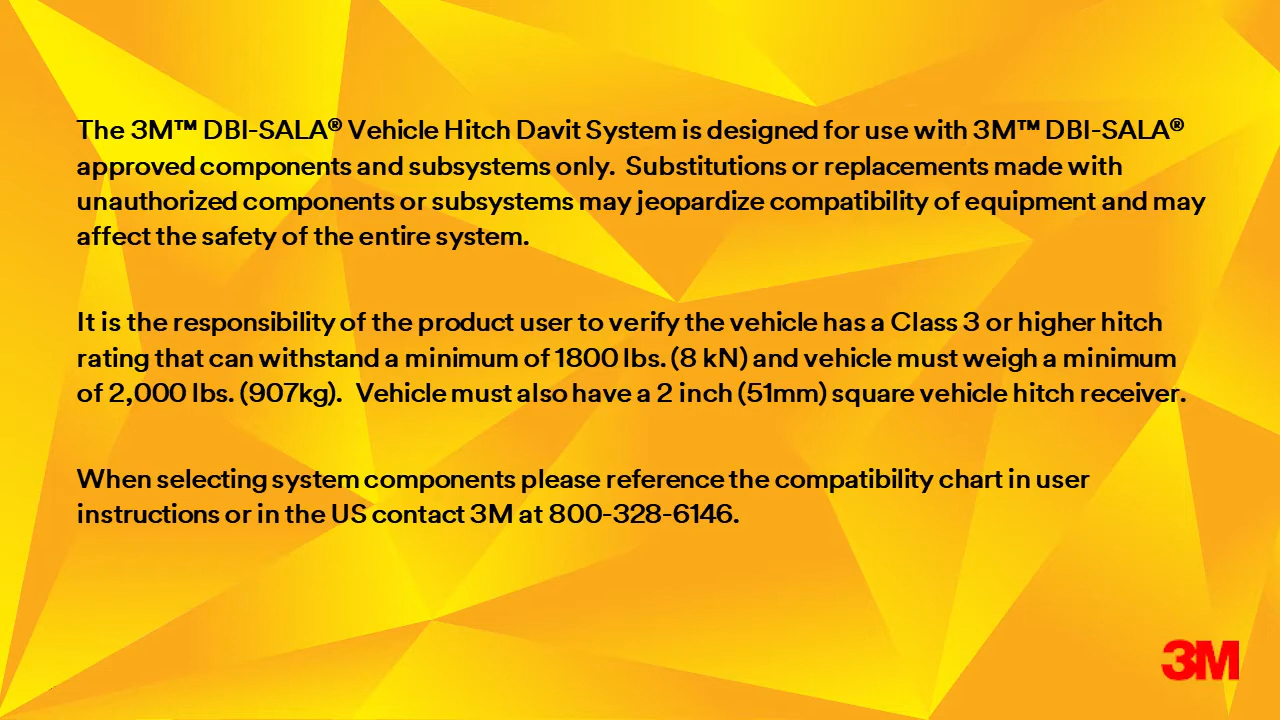 The 3M™ DBI-SALA® Vehicle Hitch Davit System is designed for use with 3M™ DBI-SALA®
approved components and subsystems only.  Substitutions or replacements made with
unauthorized components or subsystems may jeopardize compatibility of equipment and may
affect the safety of the entire system.
It is the responsibility of the product user to verify the vehicle has a Class 3 or higher hitch
rating that can withstand a minimum of 1800 lbs. (8 kN) and vehicle must weigh a minimum
of 2,000 lbs. (907kg).  Vehicle must also have a 2 inch (51mm) square vehicle hitch receiver.
When selecting system components please reference the compatibility chart in user
instructions or in the US contact 3M at 800-328-6146.
3M